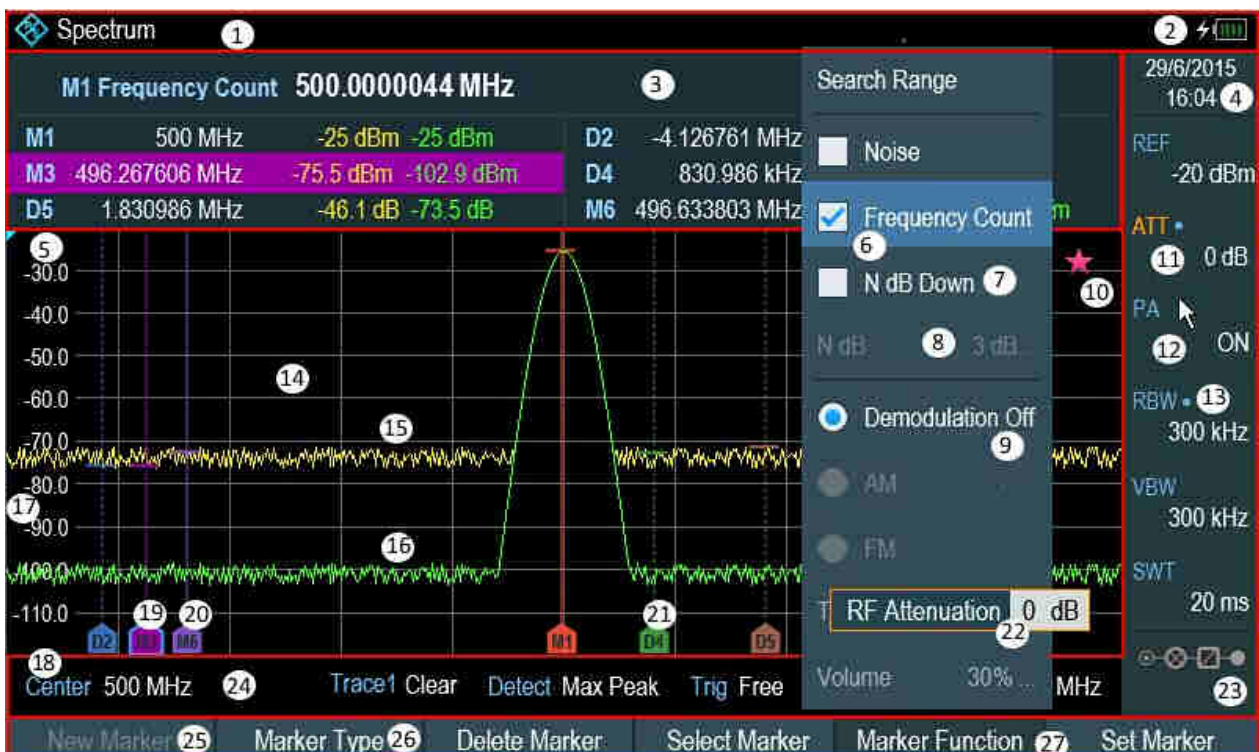 Spectrum 1 2
M1 Frequency Count 500.0000044 MHz 3
M1 500 MHz -25 dBm -25 dBm D2 -4.126761 MHz
M3 496.267606 MHz -75.5 dBm -102.9 dBm D4 830.986 kHz
D5 1.830986 MHz -46.1 dB -73.5 dB M6 496.633803 MHz m
Search Range
Noise
Frequency Count
6
N dB Down 7
N dB 8 3 dB...
Demodulation Off
9
AM
FM
T
RF Attenuation 0 dB
22
Volume 30% ...
29/6/2015
16:04 4
REF
-20 dBm
ATT
11 0 dB
PA
12 ON
RBW 13
300 kHz
VBW
300 kHz
SWT
20 ms
23
5
10
-30.0
-40.0
-50.0
14
-60.0
15
-70.0
-80.0
17
-90.0
16
-100.0
-110.0
19 20 21
D2 M3 M6 M1 D4 D5
18
Center 500 MHz 24 Trace1 Clear Detect Max Peak Trig Free MHz
New Marker 25 Marker Type 26 Delete Marker Select Marker Marker Function 27 Set Marker